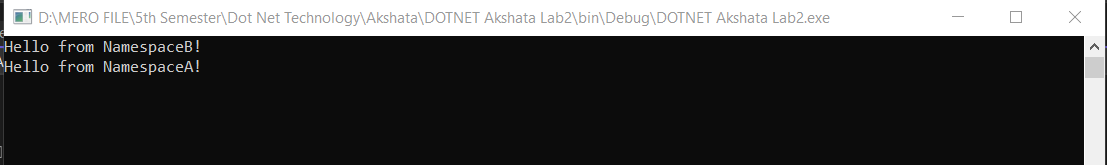 D:\MERO FILE\5th Semester\Dot Net Technology\Akshata\DOTNET Akshata Lab2\bin\Debug\DOTNET Akshata Lab2.exe
Hello from NamespaceB!
Hello from NamespaceA!